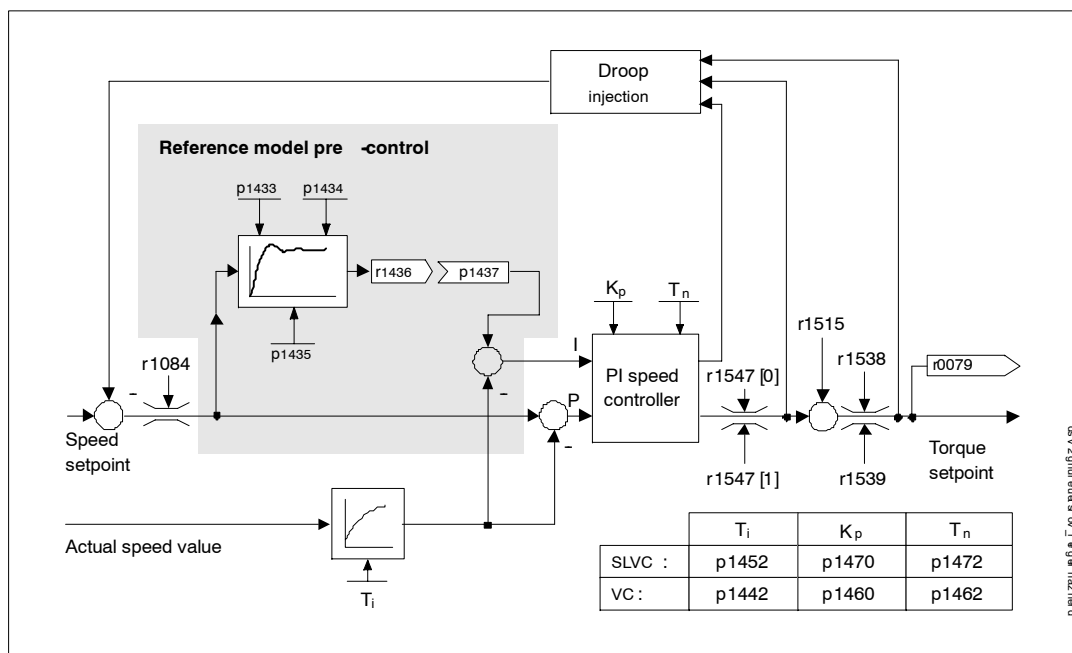 Droop
injection
Reference model pre -control
p1433
p1434
r1436
p1437
p1435
Kp
Tn
r1084
I
-
PI speed
controller
P
-
-
r1547 [0]
r1547 [1]
r1515
r1538
r1539
r0079
Speed
setpoint
Torque
setpoint
Actual speed value
Ti
Ti Kp Tn
SLVC : p1452 p1470 p1472
VC : p1442 p1460 p1462